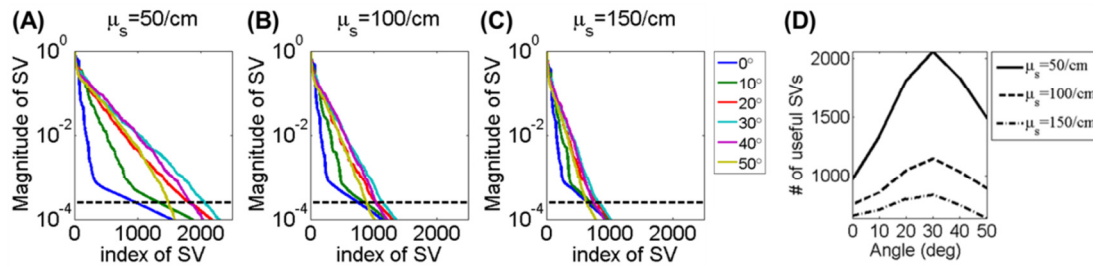 (A) μs=50/cm
Magnitude of SV
10^0
10^-2
10^-4
0 1000 2000
index of SV
(B) μs=100/cm
Magnitude of SV
10^0
10^-2
10^-4
0 1000 2000
index of SV
(C) μs=150/cm
Magnitude of SV
10^0
10^-2
10^-4
0 1000 2000
index of SV
0°
10°
20°
30°
40°
50°
(D)
# of useful SVs
2000
1500
1000
0 10 20 30 40 50
Angle (deg)
μs=50/cm
μs=100/cm
μs=150/cm